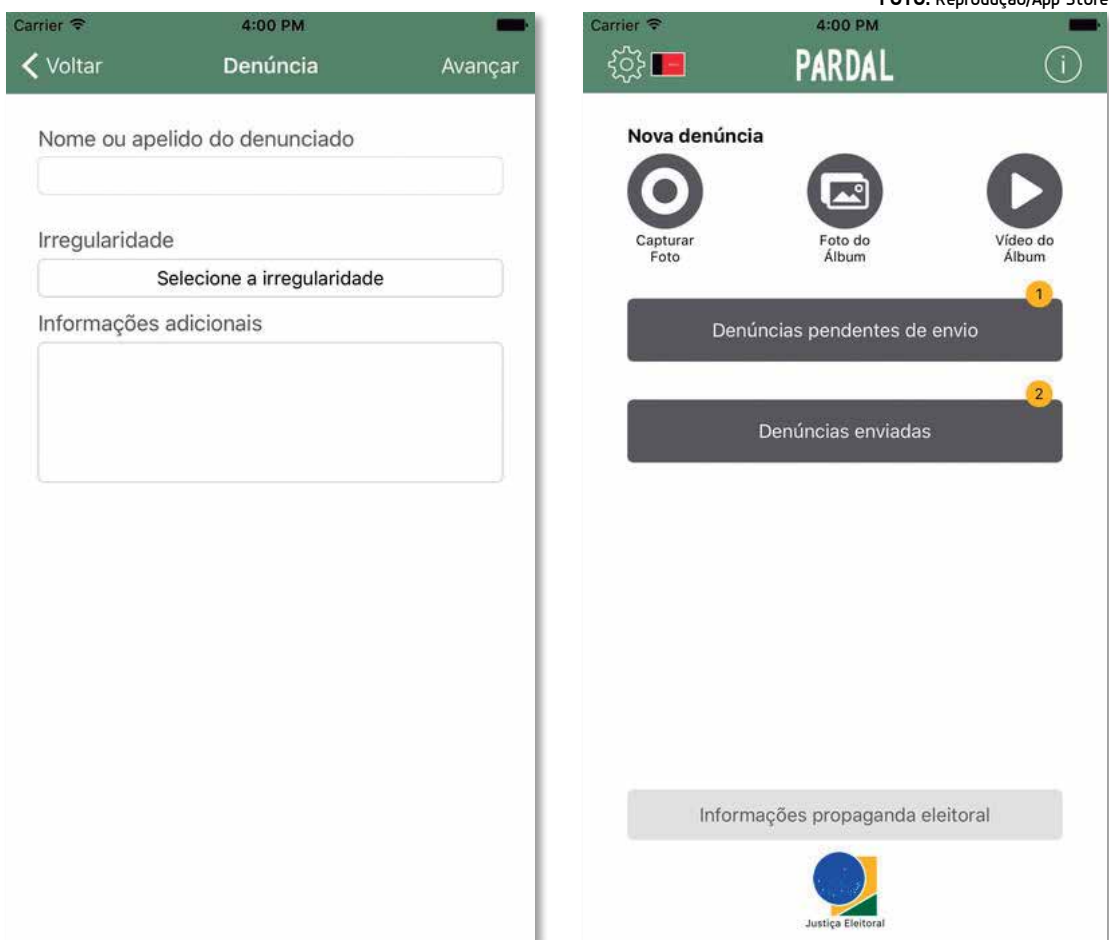 FOTO: Reprodução/App Store
Carrier 4:00 PM
Voltar Denúncia Avançar
Nome ou apelido do denunciado
Irregularidade
Selecione a irregularidade
Informações adicionais
Carrier 4:00 PM
PARDAL
Nova denúncia
Capturar
Foto
Foto do
Álbum
Vídeo do
Álbum
1
Denúncias pendentes de envio
2
Denúncias enviadas
Informações propaganda eleitoral
Justiça Eleitoral